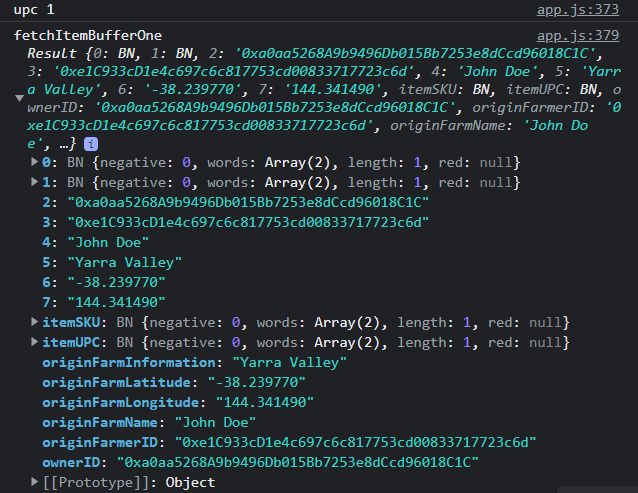 upc 1 app.js:373
fetchItemBufferOne app.js:379
Result {0: BN, 1: BN, 2: '0xa0aa5268A9b9496Db015Bb7253e8dCcd96018C1C',
3: '0xe1C933cD1e4c697c6c817753cd00833717723c6d', 4: 'John Doe', 5: 'Yar
ra Valley', 6: '-38.239770', 7: '144.341490', itemSKU: BN, itemUPC: BN, o
wnerID: '0xa0aa5268A9b9496Db015Bb7253e8dCcd96018C1C', originFarmerID: '0
xe1C933cD1e4c697c6c817753cd00833717723c6d', originFarmName: 'John Do
e', …} i
0: BN {negative: 0, words: Array(2), length: 1, red: null}
1: BN {negative: 0, words: Array(2), length: 1, red: null}
2: "0xa0aa5268A9b9496Db015Bb7253e8dCcd96018C1C"
3: "0xe1C933cD1e4c697c6c817753cd00833717723c6d"
4: "John Doe"
5: "Yarra Valley"
6: "-38.239770"
7: "144.341490"
itemSKU: BN {negative: 0, words: Array(2), length: 1, red: null}
itemUPC: BN {negative: 0, words: Array(2), length: 1, red: null}
originFarmInformation: "Yarra Valley"
originFarmLatitude: "-38.239770"
originFarmLongitude: "144.341490"
originFarmName: "John Doe"
originFarmerID: "0xe1C933cD1e4c697c6c817753cd00833717723c6d"
ownerID: "0xa0aa5268A9b9496Db015Bb7253e8dCcd96018C1C"
[[Prototype]]: Object